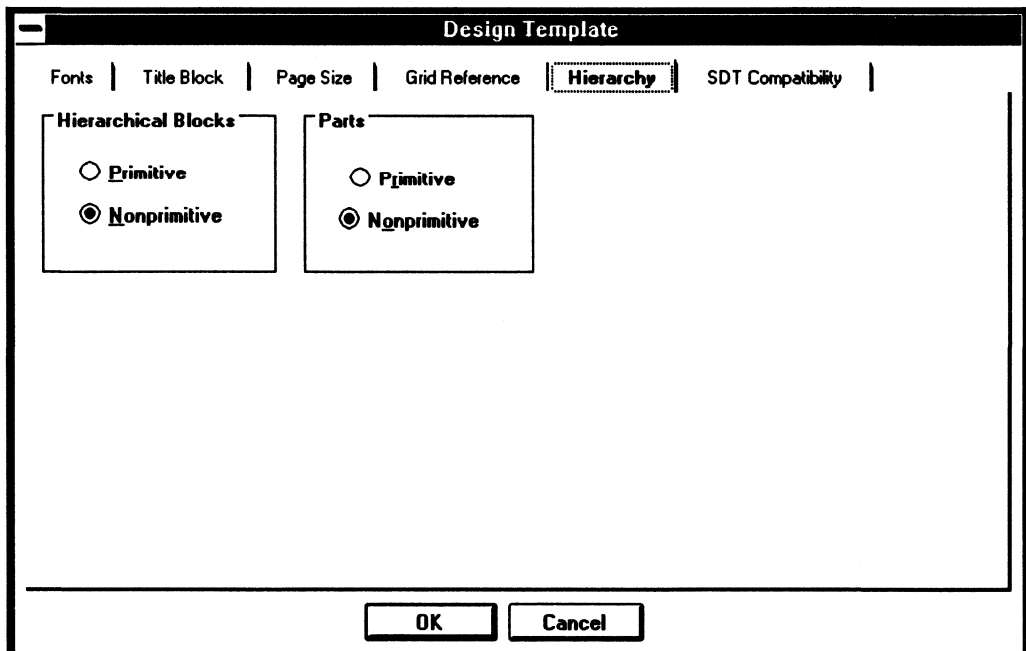 Design Template
Fonts Title Block Page Size Grid Reference Hierarchy SDT Compatibility
Hierarchical Blocks Parts
Primitive Primitive
Nonprimitive Nonprimitive
OK Cancel